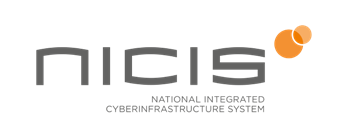 NICIS
NATIONAL INTEGRATED
CYBERINFRASTRUCTURE SYSTEM